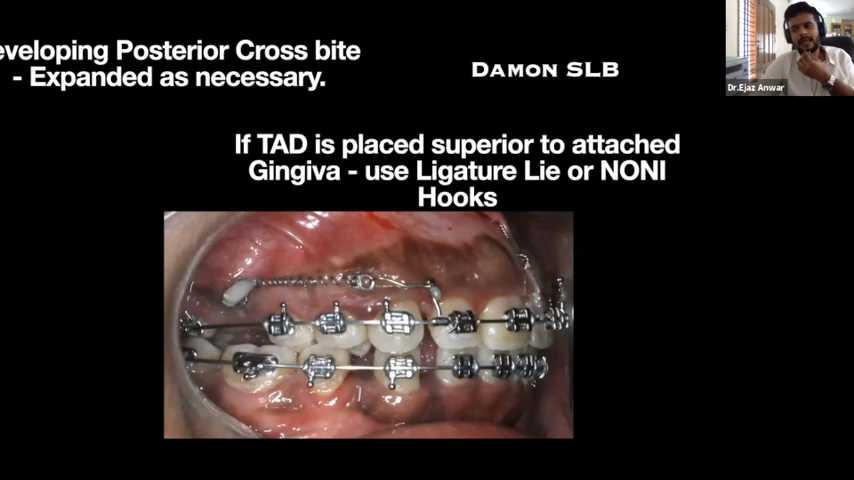 eveloping Posterior Cross bite
- Expanded as necessary.
DAMON SLB
Dr.Ejaz Anwar
If TAD is placed superior to attached
Gingiva - use Ligature Lie or NONI
Hooks